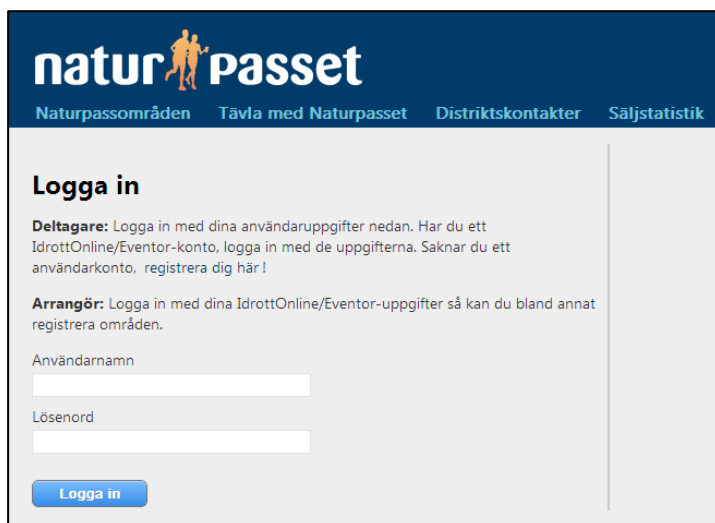 natur passet
Naturpassområden Tävla med Naturpasset Distriktskontakter Säljstatistik
Logga in
Deltagare: Logga in med dina användaruppgifter nedan. Har du ett
IdrottOnline/Eventor-konto, logga in med de uppgifterna. Saknar du ett
användarkonto, registrera dig här!
Arrangör: Logga in med dina IdrottOnline/Eventor-uppgifter så kan du bland annat
registrera områden.
Användarnamn
Lösenord
Logga in